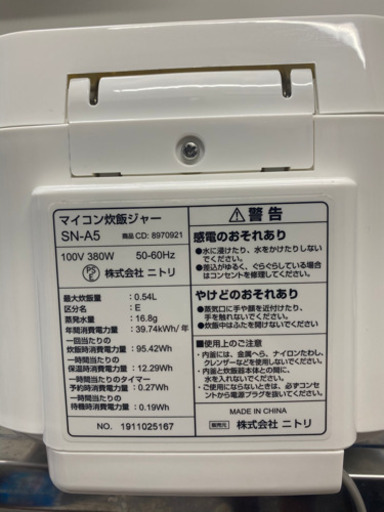 マイコン炊飯ジャー
SN-A5 商品CD: 8970921
100V 380W 50-60Hz
PS E 株式会社 ニトリ
最大炊飯量 : 0.54L
区分名 : E
蒸発水量 : 16.8g
年間消費電力量 : 39.74kWh/年
一回当たりの
炊飯時消費電力量 : 95.42Wh
一時間当たりの
保温時消費電力量 : 12.29Wh
一時間当たりのタイマー
予約時消費電力量 : 0.27Wh
一時間当たりの
待機時消費電力量 : 0.19Wh
NO. 1911025167
⚠警告
感電のおそれあり
●水に浸けたり、水をかけたりしない
でください。
●差込がゆるく、ぐらぐらしている場合
はコンセントを修理してください。
やけどのおそれあり
●蒸気口に手や顔を近付けたり、
手を触れないでください。
●炊飯中はふたを開けないでください
■使用上のご注意
・内釜には、金属へら、ナイロンたわし、
クレンザーなどはご使用にならないでください。
・内釜と炊飯器本体の間に、
水がない状態で使用ください。
・ご使用にならないときは、必ずコンセン
トから電源プラグを抜いてください。
MADE IN CHINA
販売元 株式会社 ニトリ